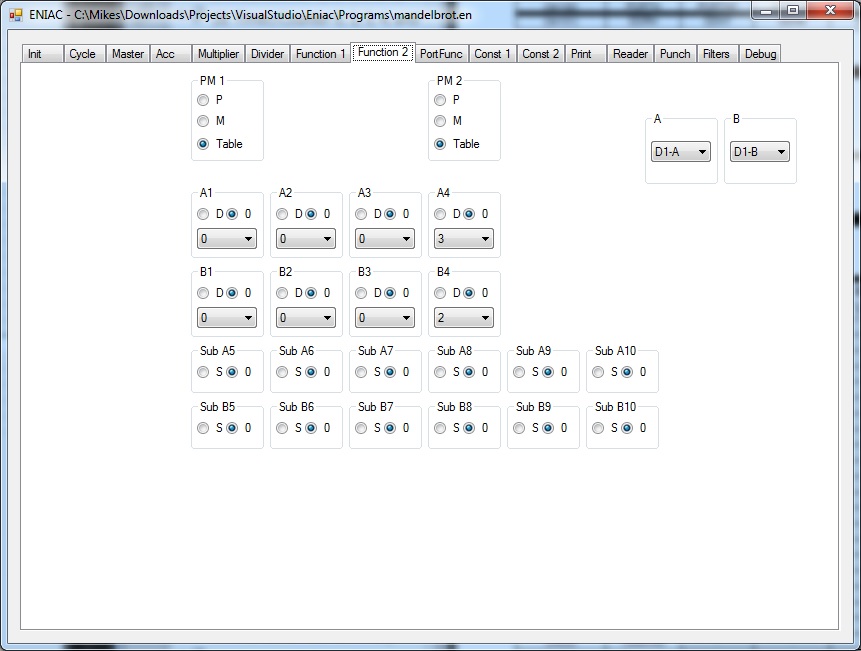 ENIAC - C:\Mikes\Downloads\Projects\VisualStudio\Eniac\Programs\mandelbrot.en
Init Cycle Master Acc Multiplier Divider Function 1 Function 2 PortFunc Const 1 Const 2 Print Reader Punch Filters Debug
PM 1 PM 2
P P
M M
Table Table
A B
D1-A D1-B
A1 A2 A3 A4
D 0 D 0 D 0 D 0
0 0 0 3
B1 B2 B3 B4
D 0 D 0 D 0 D 0
0 0 0 2
Sub A5 Sub A6 Sub A7 Sub A8 Sub A9 Sub A10
S 0 S 0 S 0 S 0 S 0 S 0
Sub B5 Sub B6 Sub B7 Sub B8 Sub B9 Sub B10
S 0 S 0 S 0 S 0 S 0 S 0